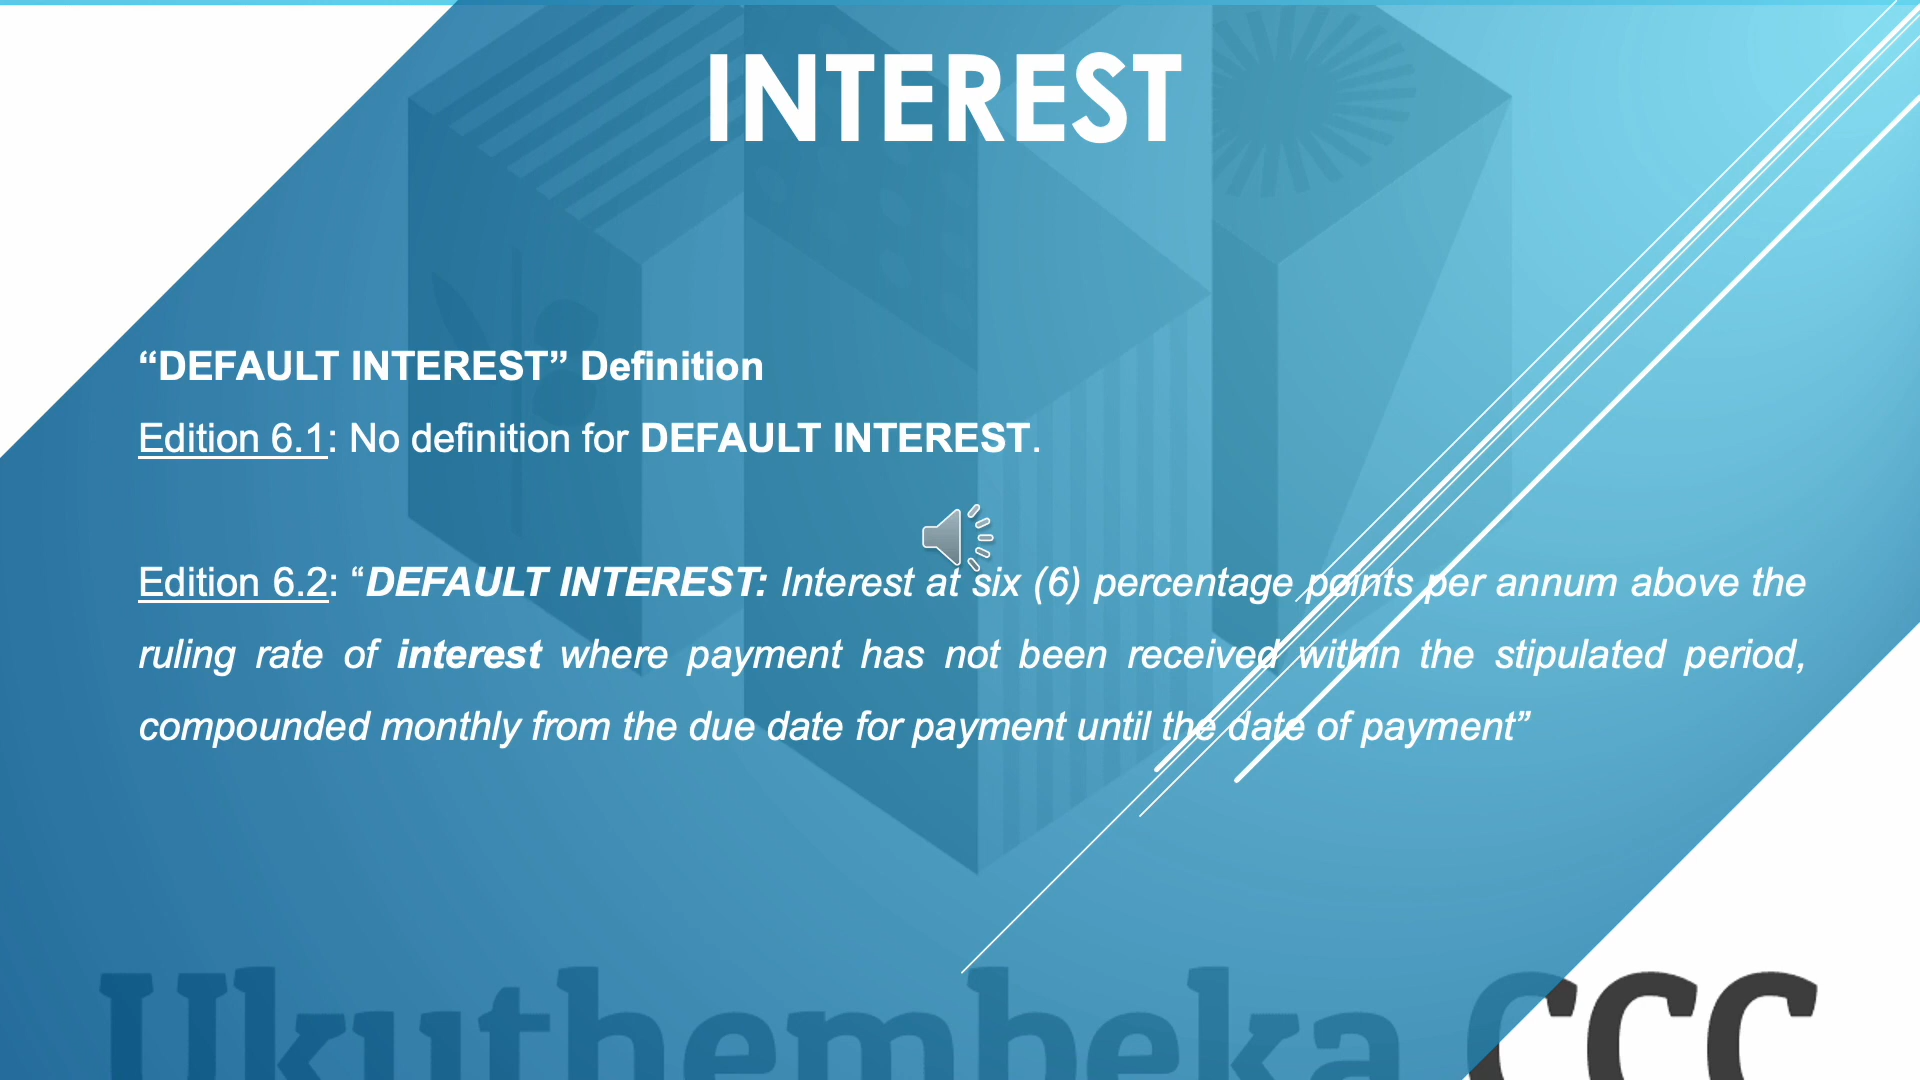 INTEREST
“DEFAULT INTEREST” Definition
Edition 6.1: No definition for DEFAULT INTEREST.
Edition 6.2: “DEFAULT INTEREST: Interest at six (6) percentage points per annum above the
ruling rate of interest where payment has not been received within the stipulated period,
compounded monthly from the due date for payment until the date of payment”
Ukuthembeka CCC